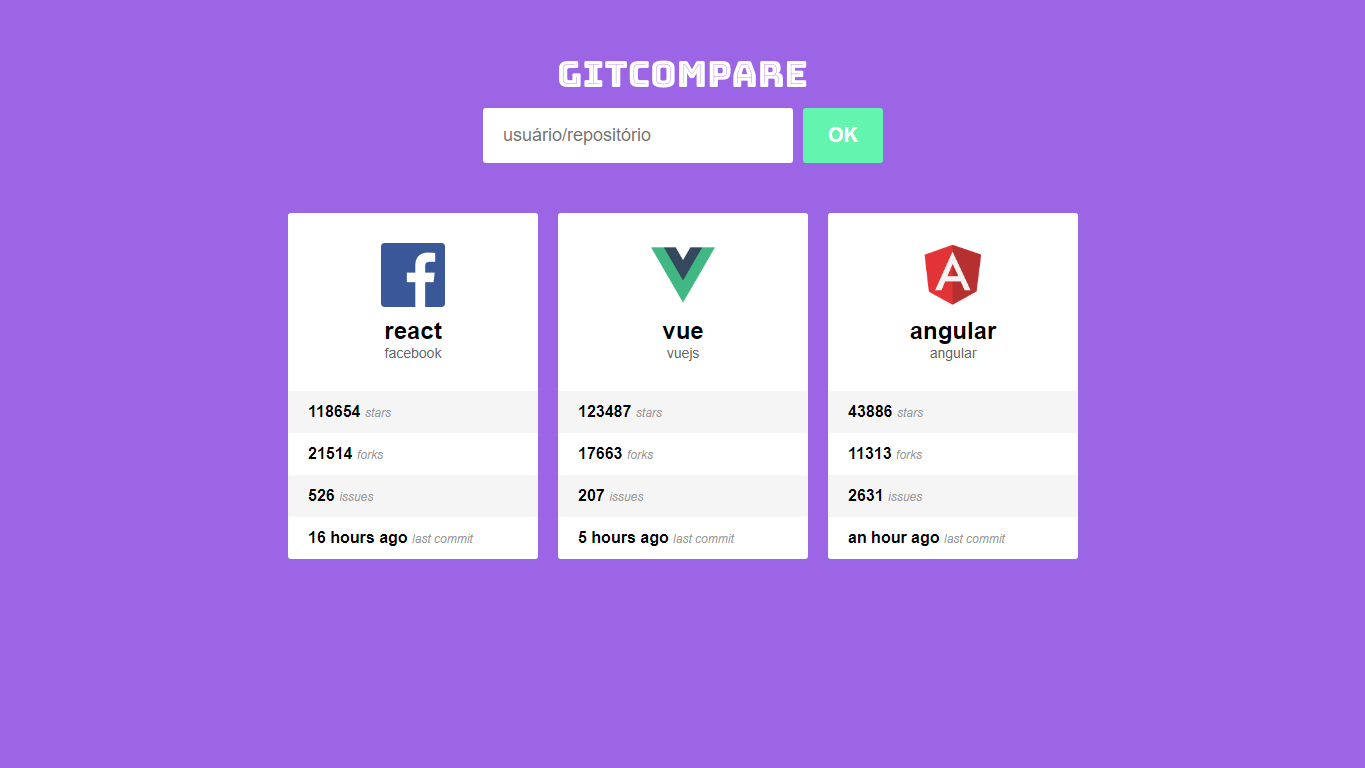 GITCOMPARE
usuário/repositório
OK
react
facebook
118654 stars
21514 forks
526 issues
16 hours ago last commit
vue
vuejs
123487 stars
17663 forks
207 issues
5 hours ago last commit
angular
angular
43886 stars
11313 forks
2631 issues
an hour ago last commit